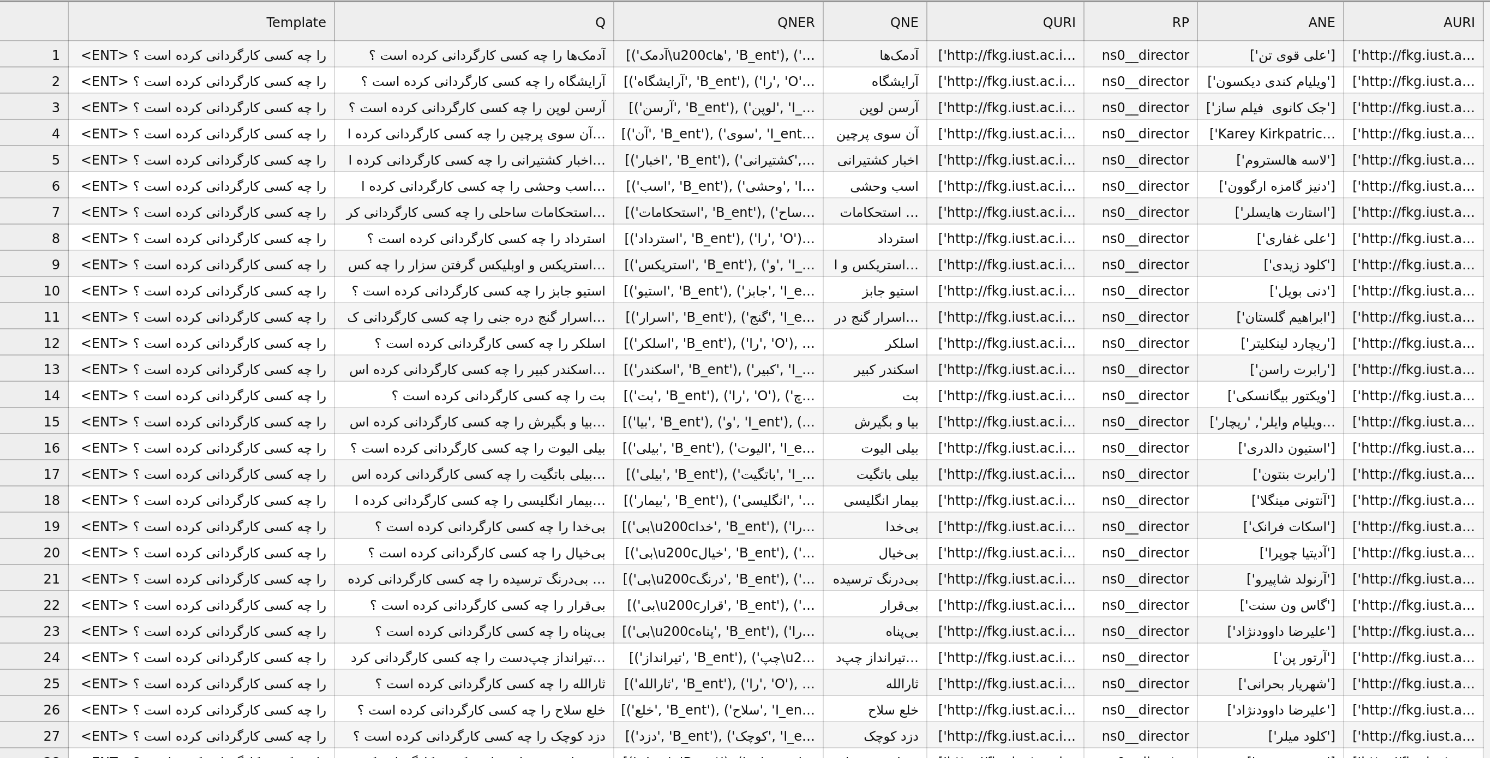 Template Q QNER QNE QURI RP ANE AURI
1 <ENT> را چه کسی کارگردانی کرده است ؟ آدمک‌ها را چه کسی کارگردانی کرده است ؟ [('آدمک\u200cها', 'B_ent'), ('... آدمک‌ها ['http://fkg.iust.ac.i... ns0__director ['علی قوی تن'] ['http://fkg.iust.a...
2 <ENT> را چه کسی کارگردانی کرده است ؟ آرایشگاه را چه کسی کارگردانی کرده است ؟ [('آرایشگاه', 'B_ent'), ('را', 'O'... آرایشگاه ['http://fkg.iust.ac.i... ns0__director ['ویلیام کندی دیکسون'] ['http://fkg.iust.a...
3 <ENT> را چه کسی کارگردانی کرده است ؟ آرسن لوپن را چه کسی کارگردانی کرده است ؟ [('آرسن', 'B_ent'), ('لوپن', 'I_... آرسن لوپن ['http://fkg.iust.ac.i... ns0__director ['جک کانوی  فیلم ساز'] ['http://fkg.iust.a...
4 <ENT> را چه کسی کارگردانی کرده است ؟ آن سوی پرچین را چه کسی کارگردانی کرده ا... [('آن', 'B_ent'), ('سوی', 'I_ent... آن سوی پرچین ['http://fkg.iust.ac.i... ns0__director ['Karey Kirkpatric... ['http://fkg.iust.a...
5 <ENT> را چه کسی کارگردانی کرده است ؟ اخبار کشتیرانی را چه کسی کارگردانی کرده ا... [('اخبار', 'B_ent'), ('کشتیرانی',... اخبار کشتیرانی ['http://fkg.iust.ac.i... ns0__director ['لاسه هالستروم'] ['http://fkg.iust.a...
6 <ENT> را چه کسی کارگردانی کرده است ؟ اسب وحشی را چه کسی کارگردانی کرده ا... [('اسب', 'B_ent'), ('وحشی', 'I... اسب وحشی ['http://fkg.iust.ac.i... ns0__director ['دنیز گامزه ارگوون'] ['http://fkg.iust.a...
7 <ENT> را چه کسی کارگردانی کرده است ؟ استحکامات ساحلی را چه کسی کارگردانی کر... [('استحکامات', 'B_ent'), ('ساح... استحکامات ... ['http://fkg.iust.ac.i... ns0__director ['استارت هایسلر'] ['http://fkg.iust.a...
8 <ENT> را چه کسی کارگردانی کرده است ؟ استرداد را چه کسی کارگردانی کرده است ؟ [('استرداد', 'B_ent'), ('را', 'O')... استرداد ['http://fkg.iust.ac.i... ns0__director ['علی غفاری'] ['http://fkg.iust.a...
9 <ENT> را چه کسی کارگردانی کرده است ؟ استریکس و اوبلیکس گرفتن سزار را چه کس... [('استریکس', 'B_ent'), ('و', 'I_... استریکس و ا... ['http://fkg.iust.ac.i... ns0__director ['کلود زیدی'] ['http://fkg.iust.a...
10 <ENT> را چه کسی کارگردانی کرده است ؟ استیو جابز را چه کسی کارگردانی کرده است ؟ [('استیو', 'B_ent'), ('جابز', 'I_e... استیو جابز ['http://fkg.iust.ac.i... ns0__director ['دنی بویل'] ['http://fkg.iust.a...
11 <ENT> را چه کسی کارگردانی کرده است ؟ اسرار گنج دره جنی را چه کسی کارگردانی ک... [('اسرار', 'B_ent'), ('گنج', 'I_e... اسرار گنج در... ['http://fkg.iust.ac.i... ns0__director ['ابراهیم گلستان'] ['http://fkg.iust.a...
12 <ENT> را چه کسی کارگردانی کرده است ؟ اسلکر را چه کسی کارگردانی کرده است ؟ [('اسلکر', 'B_ent'), ('را', 'O'), ... اسلکر ['http://fkg.iust.ac.i... ns0__director ['ریچارد لینکلیتر'] ['http://fkg.iust.a...
13 <ENT> را چه کسی کارگردانی کرده است ؟ اسکندر کبیر را چه کسی کارگردانی کرده اس... [('اسکندر', 'B_ent'), ('کبیر', 'I_... اسکندر کبیر ['http://fkg.iust.ac.i... ns0__director ['رابرت راسن'] ['http://fkg.iust.a...
14 <ENT> را چه کسی کارگردانی کرده است ؟ بت را چه کسی کارگردانی کرده است ؟ [('بت', 'B_ent'), ('را', 'O'), ('چ... بت ['http://fkg.iust.ac.i... ns0__director ['ویکتور بیگانسکی'] ['http://fkg.iust.a...
15 <ENT> را چه کسی کارگردانی کرده است ؟ بیا و بگیرش را چه کسی کارگردانی کرده اس... [('بیا', 'B_ent'), ('و', 'I_ent'), (... بیا و بگیرش ['http://fkg.iust.ac.i... ns0__director ['ویلیام وایلر', 'ریچار... ['http://fkg.iust.a...
16 <ENT> را چه کسی کارگردانی کرده است ؟ بیلی الیوت را چه کسی کارگردانی کرده است ؟ [('بیلی', 'B_ent'), ('الیوت', 'I_e... بیلی الیوت ['http://fkg.iust.ac.i... ns0__director ['استیون دالدری'] ['http://fkg.iust.a...
17 <ENT> را چه کسی کارگردانی کرده است ؟ بیلی باتگیت را چه کسی کارگردانی کرده اس... [('بیلی', 'B_ent'), ('باتگیت', 'I_... بیلی باتگیت ['http://fkg.iust.ac.i... ns0__director ['رابرت بنتون'] ['http://fkg.iust.a...
18 <ENT> را چه کسی کارگردانی کرده است ؟ بیمار انگلیسی را چه کسی کارگردانی کرده ا... [('بیمار', 'B_ent'), ('انگلیسی', '... بیمار انگلیسی ['http://fkg.iust.ac.i... ns0__director ['آنتونی مینگلا'] ['http://fkg.iust.a...
19 <ENT> را چه کسی کارگردانی کرده است ؟ بی‌خدا را چه کسی کارگردانی کرده است ؟ [('بی\u200cخدا', 'B_ent'), ('را... بی‌خدا ['http://fkg.iust.ac.i... ns0__director ['اسکات فرانک'] ['http://fkg.iust.a...
20 <ENT> را چه کسی کارگردانی کرده است ؟ بی‌خیال را چه کسی کارگردانی کرده است ؟ [('بی\u200cخیال', 'B_ent'), ('... بی‌خیال ['http://fkg.iust.ac.i... ns0__director ['آدیتیا چوپرا'] ['http://fkg.iust.a...
21 <ENT> را چه کسی کارگردانی کرده است ؟ بی‌درنگ ترسیده را چه کسی کارگردانی کرده ... [('بی\u200cدرنگ', 'B_ent'), ('... بی‌درنگ ترسیده ['http://fkg.iust.ac.i... ns0__director ['آرنولد شاپیرو'] ['http://fkg.iust.a...
22 <ENT> را چه کسی کارگردانی کرده است ؟ بی‌قرار را چه کسی کارگردانی کرده است ؟ [('بی\u200cقرار', 'B_ent'), ('... بی‌قرار ['http://fkg.iust.ac.i... ns0__director ['گاس ون سنت'] ['http://fkg.iust.a...
23 <ENT> را چه کسی کارگردانی کرده است ؟ بی‌پناه را چه کسی کارگردانی کرده است ؟ [('بی\u200cپناه', 'B_ent'), ('را... بی‌پناه ['http://fkg.iust.ac.i... ns0__director ['علیرضا داوودنژاد'] ['http://fkg.iust.a...
24 <ENT> را چه کسی کارگردانی کرده است ؟ تیرانداز چپ‌دست را چه کسی کارگردانی کرد... [('تیرانداز', 'B_ent'), ('چپ\u2... تیرانداز چپ‌د... ['http://fkg.iust.ac.i... ns0__director ['آرتور پن'] ['http://fkg.iust.a...
25 <ENT> را چه کسی کارگردانی کرده است ؟ ثارالله را چه کسی کارگردانی کرده است ؟ [('ثارالله', 'B_ent'), ('را', 'O'), ... ثارالله ['http://fkg.iust.ac.i... ns0__director ['شهریار بحرانی'] ['http://fkg.iust.a...
26 <ENT> را چه کسی کارگردانی کرده است ؟ خلع سلاح را چه کسی کارگردانی کرده است ؟ [('خلع', 'B_ent'), ('سلاح', 'I_en... خلع سلاح ['http://fkg.iust.ac.i... ns0__director ['علیرضا داوودنژاد'] ['http://fkg.iust.a...
27 <ENT> را چه کسی کارگردانی کرده است ؟ دزد کوچک را چه کسی کارگردانی کرده است ؟ [('دزد', 'B_ent'), ('کوچک', 'I_e... دزد کوچک ['http://fkg.iust.ac.i... ns0__director ['کلود میلر'] ['http://fkg.iust.a...